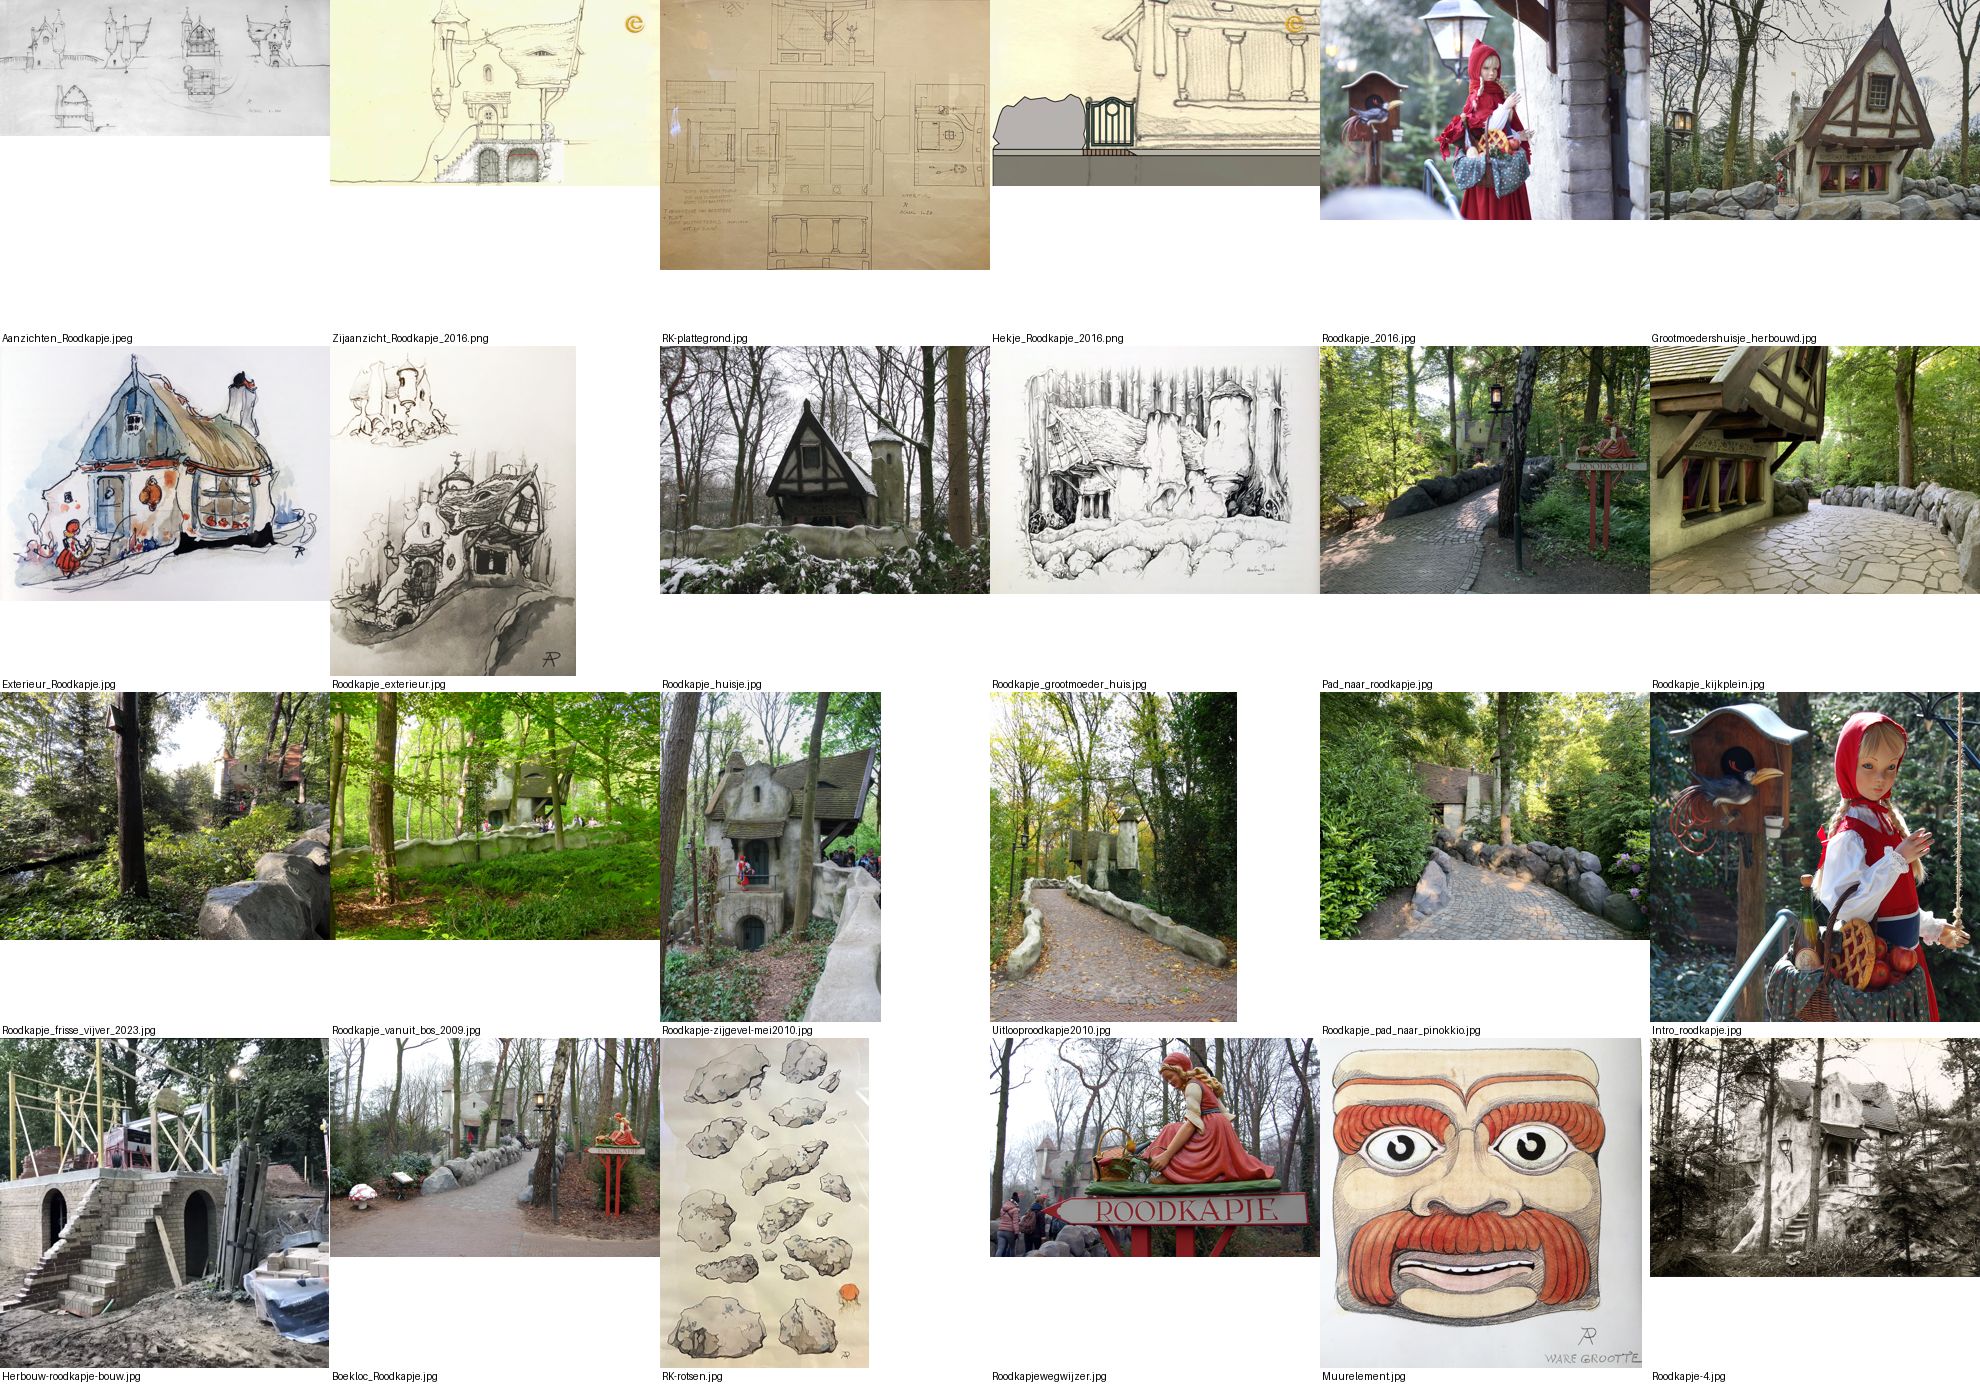 Aanzichten_Roodkapje.jpeg
Zijaanzicht_Roodkapje_2016.png
RK-plattegrond.jpg
Hekje_Roodkapje_2016.png
Roodkapje_2016.jpg
Grootmoedershuisje_herbouwd.jpg
ROODKAPJE
Exterieur_Roodkapje.jpg
Roodkapje_exterieur.jpg
Roodkapje_huisje.jpg
Roodkapje_grootmoeder_huis.jpg
Pad_naar_roodkapje.jpg
Roodkapje_kijkplein.jpg
Roodkapje_frisse_vijver_2023.jpg
Roodkapje_vanuit_bos_2009.jpg
Roodkapje-zijgevel-mei2010.jpg
Uitlooproodkapje2010.jpg
Roodkapje_pad_naar_pinokkio.jpg
Intro_roodkapje.jpg
ROODKAPJE
ROODKAPJE
AP
WARE GROOTTE
Herbouw-roodkapje-bouw.jpg
Boekloc_Roodkapje.jpg
RK-rotsen.jpg
Roodkapjewegwijzer.jpg
Muurelement.jpg
Roodkapje-4.jpg